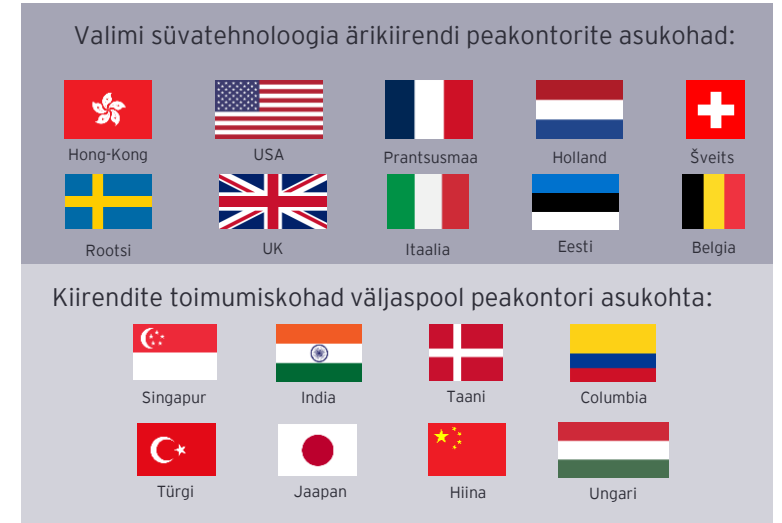 Valimi süvatehnoloogia ärikiirendi peakontorite asukohad:
Hong-Kong USA Prantsusmaa Holland Šveits
Rootsi UK Itaalia Eesti Belgia
Kiirendite toimumiskohad väljaspool peakontori asukohta:
Singapur India Taani Columbia
Türgi Jaapan Hiina Ungari